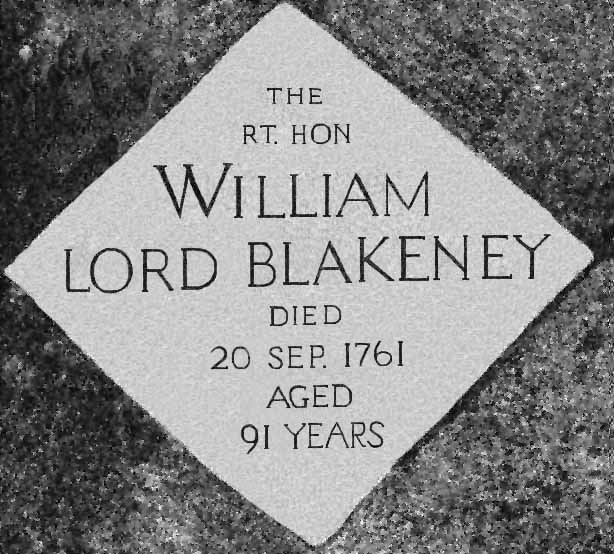 THE
RT. HON
WILLIAM
LORD BLAKENEY
DIED
20 SEP. 1761
AGED
91 YEARS